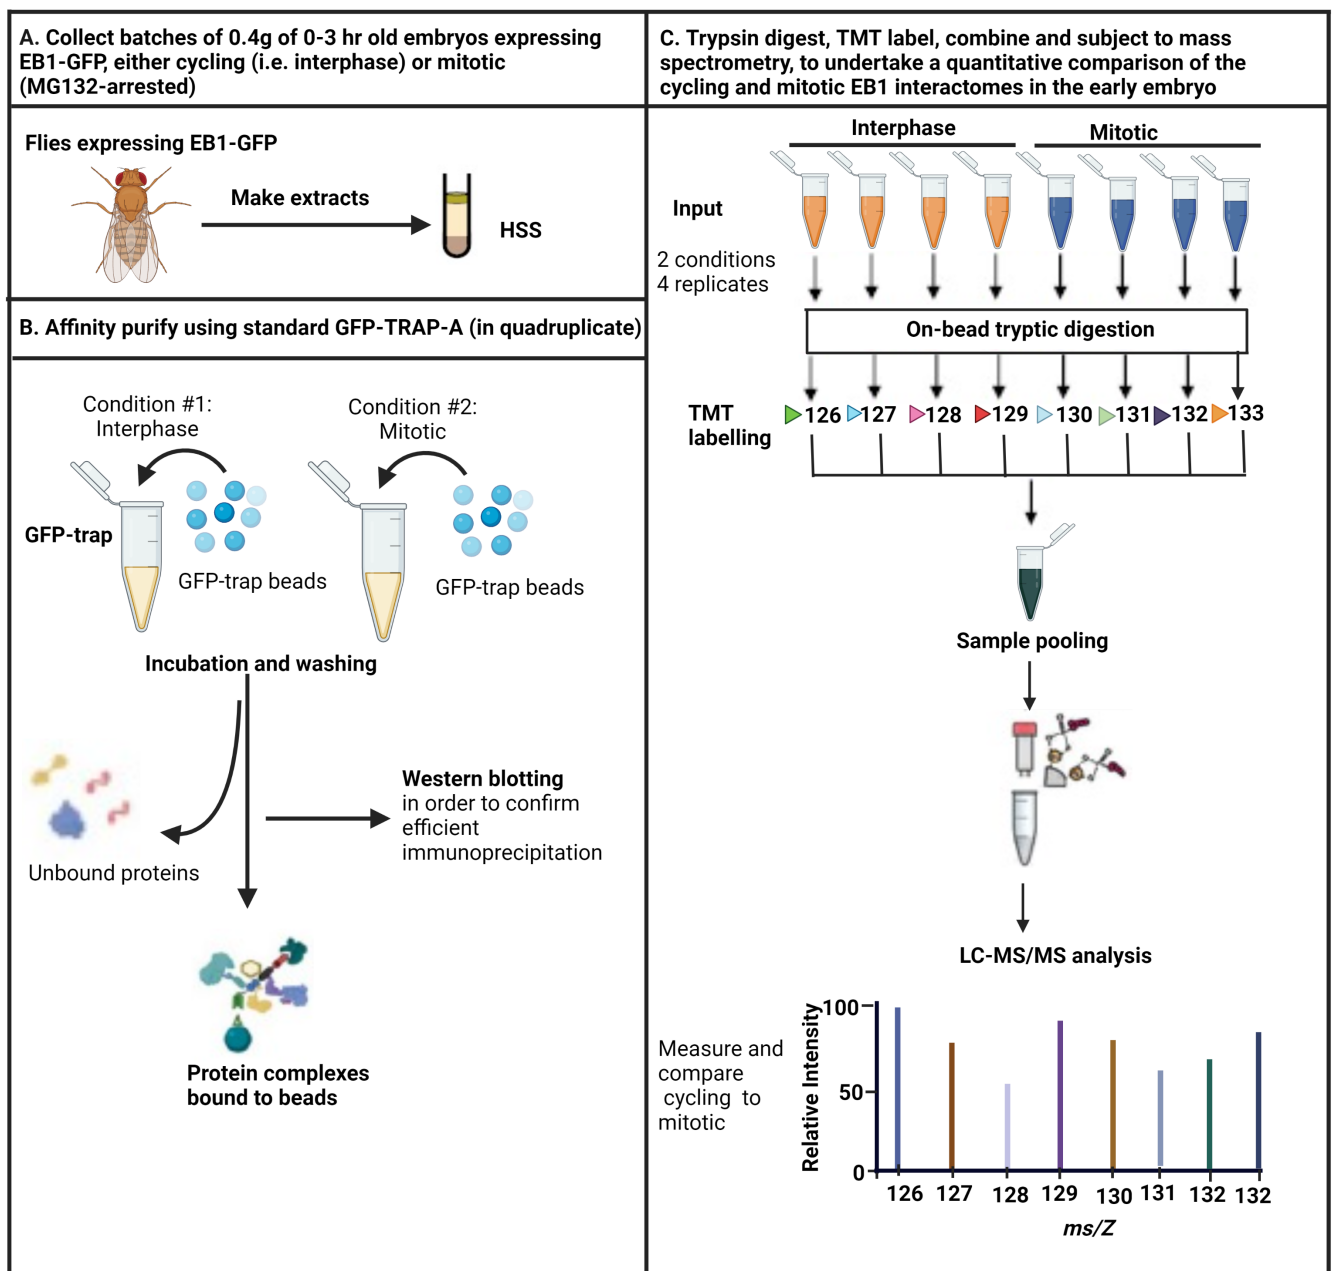 A. Collect batches of 0.4g of 0-3 hr old embryos expressing
EB1-GFP, either cycling (i.e. interphase) or mitotic
(MG132-arrested)
Flies expressing EB1-GFP
Make extracts
HSS
B. Affinity purify using standard GFP-TRAP-A (in quadruplicate)
Condition #1:
Interphase
Condition #2:
Mitotic
GFP-trap
GFP-trap beads
GFP-trap beads
Incubation and washing
Unbound proteins
Western blotting
in order to confirm
efficient
immunoprecipitation
Protein complexes
bound to beads
C. Trypsin digest, TMT label, combine and subject to mass
spectrometry, to undertake a quantitative comparison of the
cycling and mitotic EB1 interactomes in the early embryo
Interphase
Mitotic
Input
2 conditions
4 replicates
On-bead tryptic digestion
TMT
labelling
126 127 128 129 130 131 132 133
Sample pooling
LC-MS/MS analysis
Measure and
compare
cycling to
mitotic
Relative Intensity
100
50
0
126 127 128 129 130 131 132 132
ms/Z